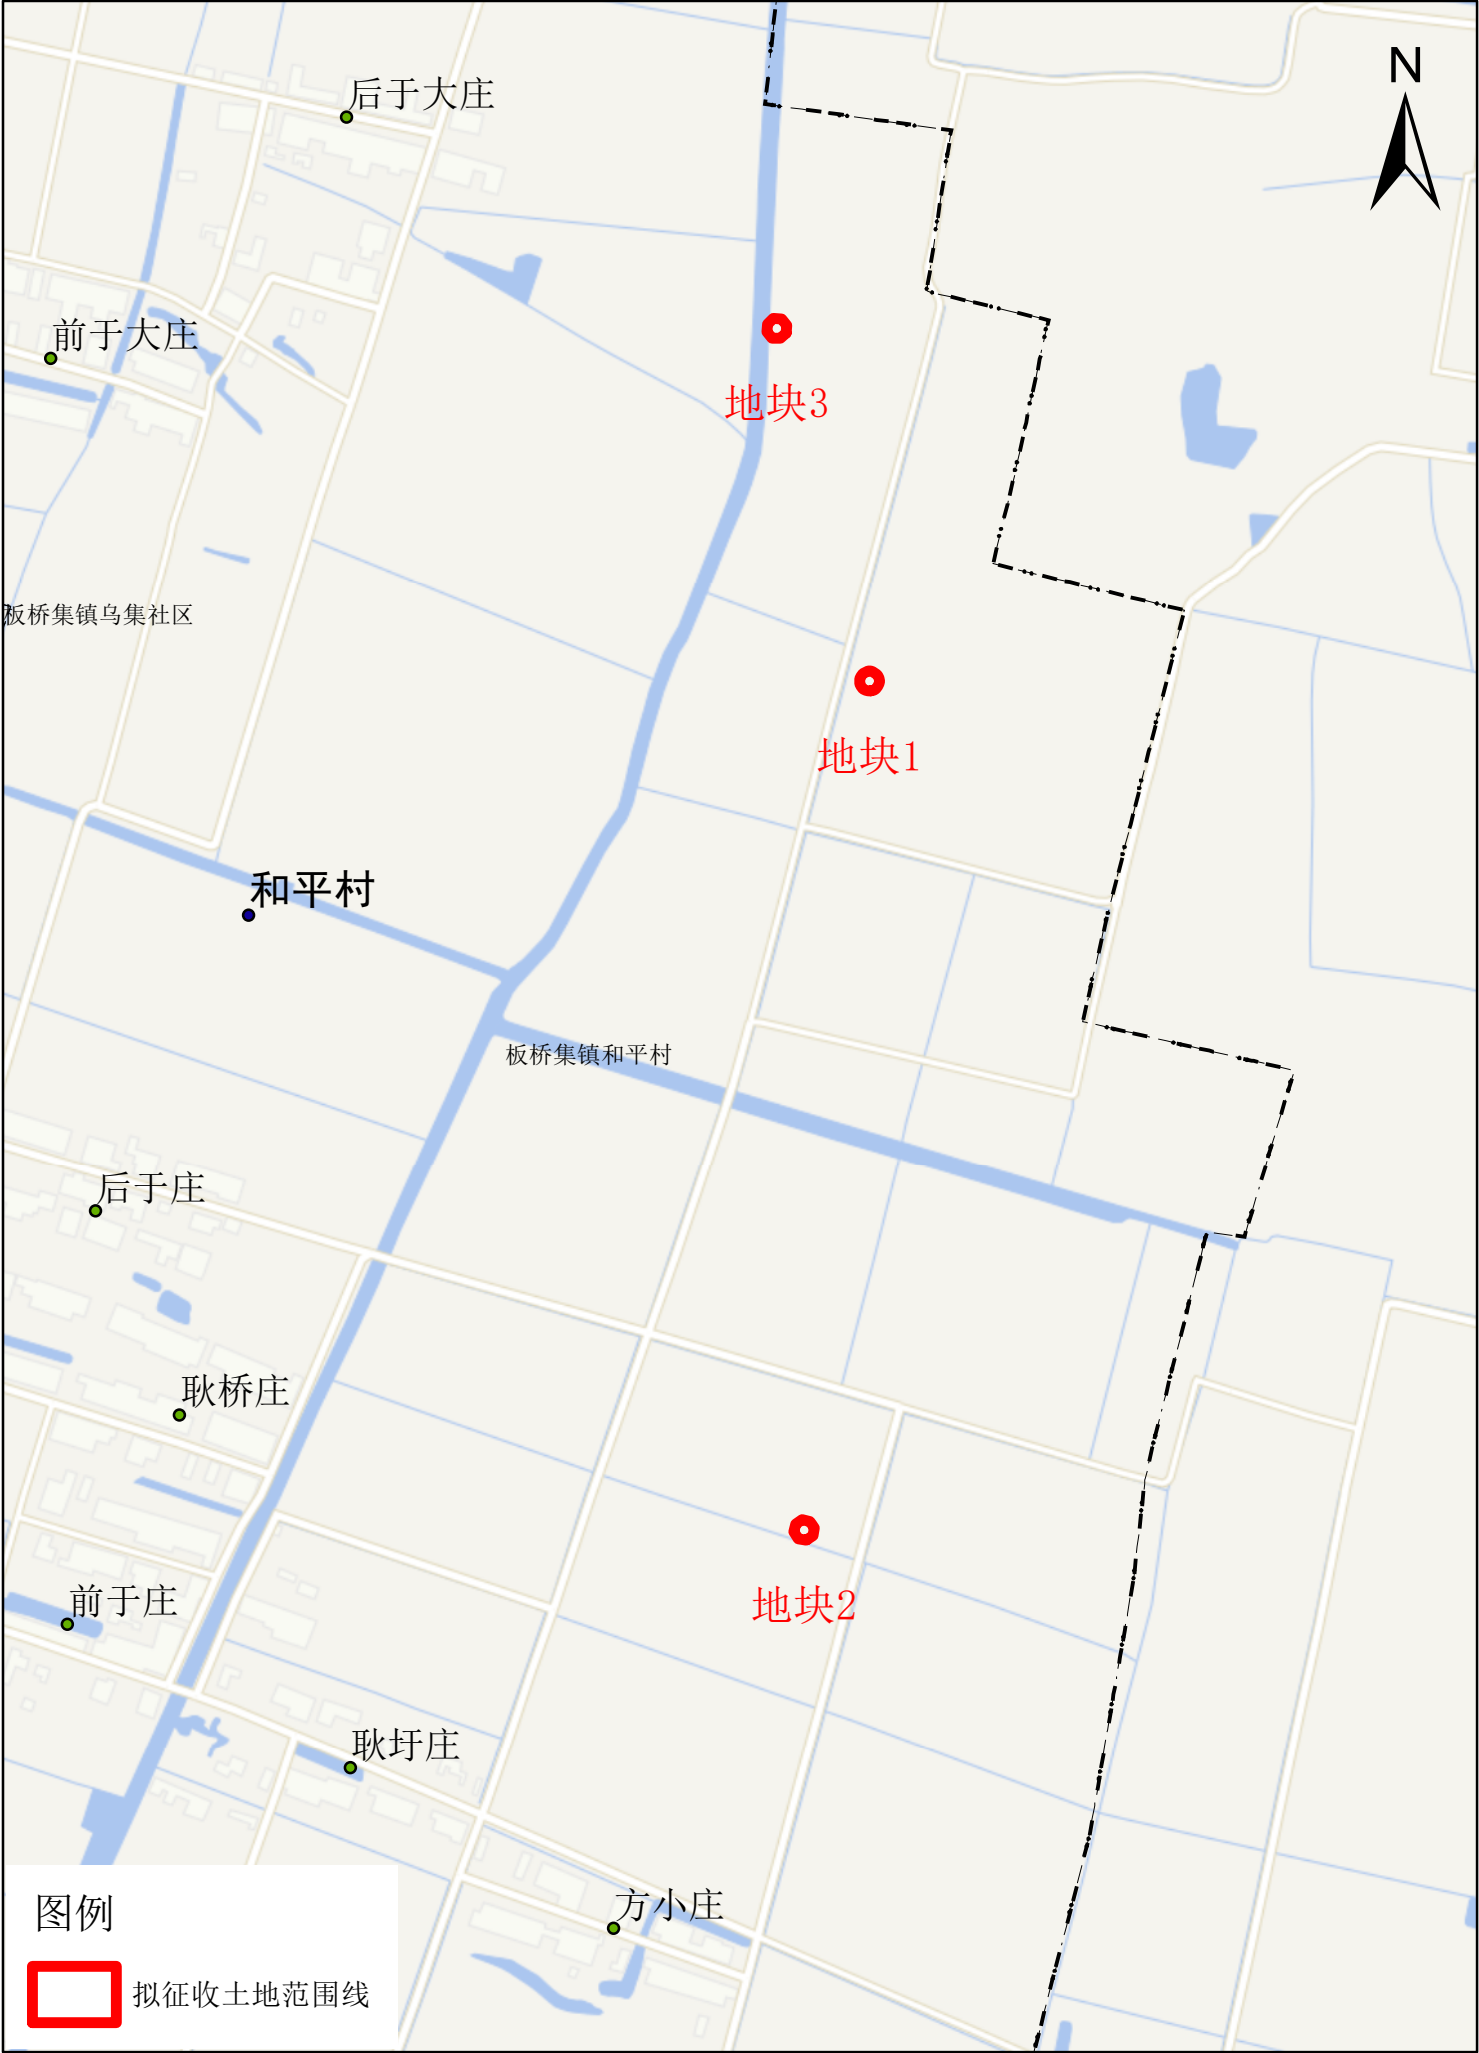 N
后于大庄
前于大庄
地块3
板桥集镇乌集社区
地块1
和平村
板桥集镇和平村
后于庄
耿桥庄
前于庄
地块2
耿圩庄
方小庄
图例
拟征收土地范围线